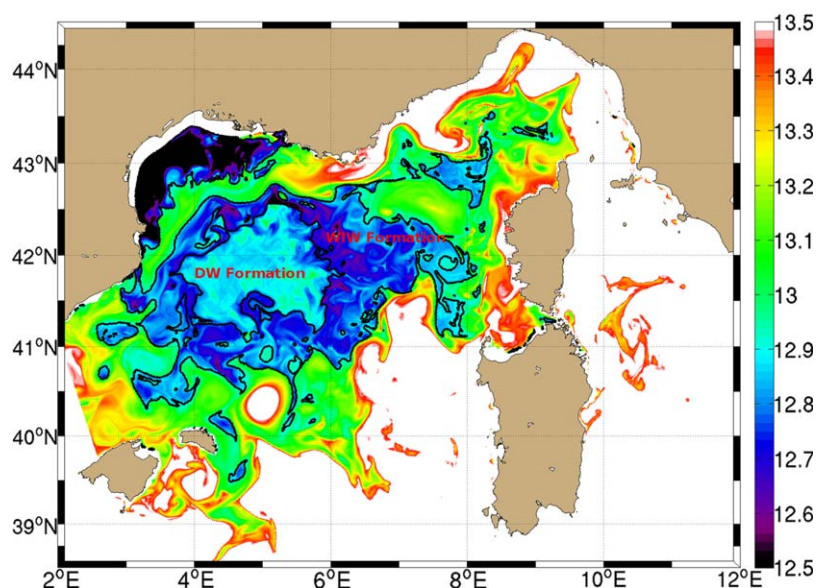 44°N
43°N
42°N
41°N
40°N
39°N
WIW Formation
DW Formation
2°E
4°E
6°E
8°E
10°E
12°E
13.5
13.4
13.3
13.2
13.1
13
12.9
12.8
12.7
12.6
12.5